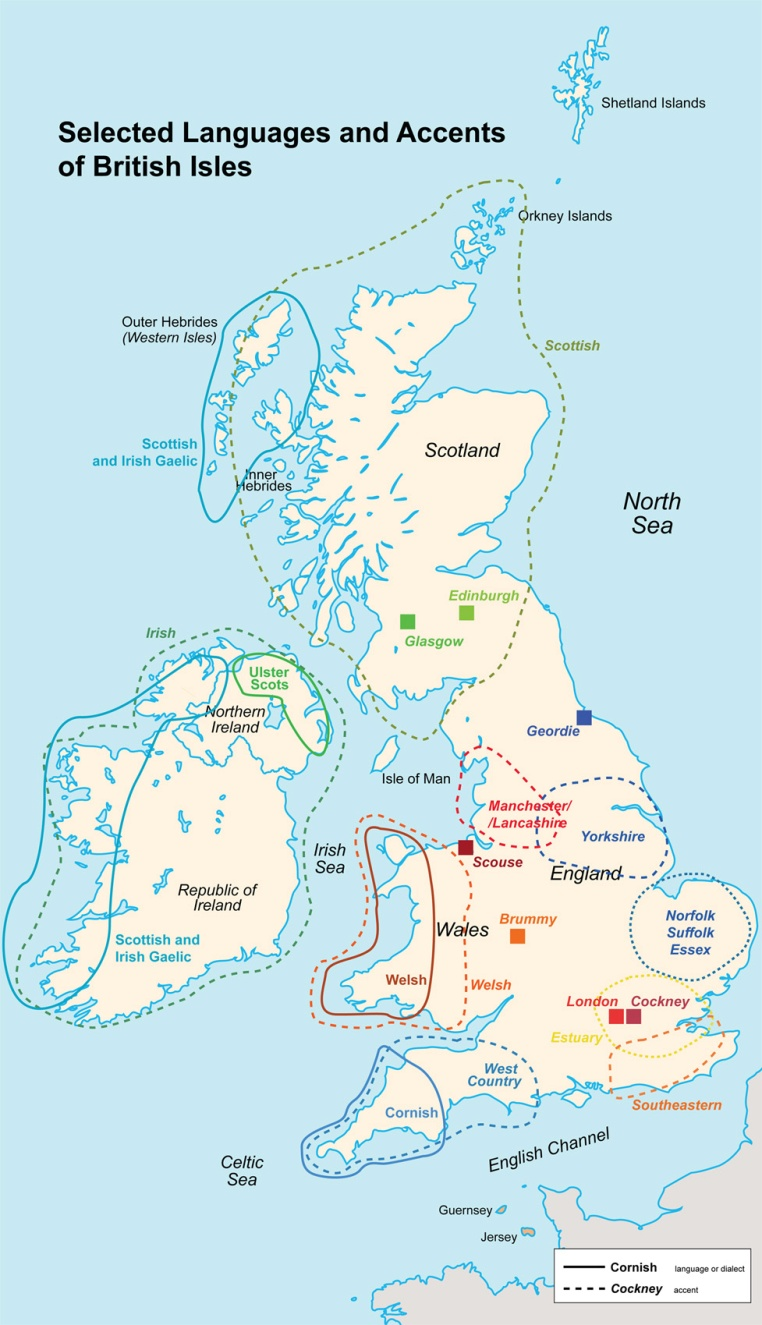 Shetland Islands
Selected Languages and Accents
of British Isles
Orkney Islands
Outer Hebrides
(Western Isles)
Scottish
Scottish
and Irish Gaelic
Scotland
Inner
Hebrides
North
Sea
Edinburgh
Glasgow
Irish
Ulster
Scots
Northern
Ireland
Geordie
Isle of Man
Manchester/
/Lancashire
Yorkshire
Irish
Sea
Scouse
England
Republic of
Ireland
Norfolk
Suffolk
Essex
Brummy
Wales
Scottish and
Irish Gaelic
Welsh
Welsh
London
Cockney
Estuary
West
Country
Southeastern
Cornish
English Channel
Celtic
Sea
Guernsey
Jersey
Cornish language or dialect
Cockney accent